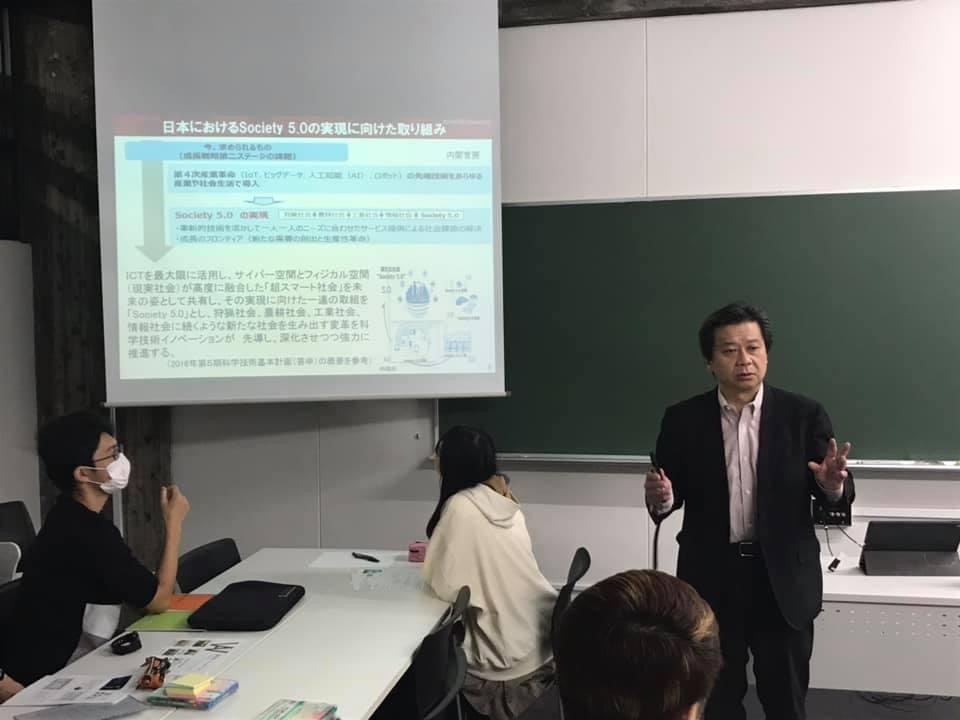 日本におけるSociety 5.0の実現に向けた取り組み
今、求められるもの
(成長戦略第二ステージの課題)
内閣官房
第4次産業革命(IoT、ビッグデータ、人工知能(AI)、ロボット)の先端技術をあらゆる
産業や社会生活で導入
Society 5.0 の実現 狩猟社会 農耕社会 工業社会 情報社会 Society 5.0
・革新的技術を活かして一人一人のニーズに合わせたサービス提供による社会課題の解決
・成長のフロンティア(新たな需要の創出と生産性革命)
ICTを最大限に活用し、サイバー空間とフィジカル空間
(現実社会)が高度に融合した「超スマート社会」を未
来の姿として共有し、その実現に向けた一連の取組を
「Society 5.0」とし、狩猟社会、農耕社会、工業社会、
情報社会に続くような新たな社会を生み出す変革を科
学技術イノベーションが 先導し、深化させつつ強力に
推進する。
(2016年第5期科学技術基本計画(答申)の概要を参考)
"Society 5.0"
5.0